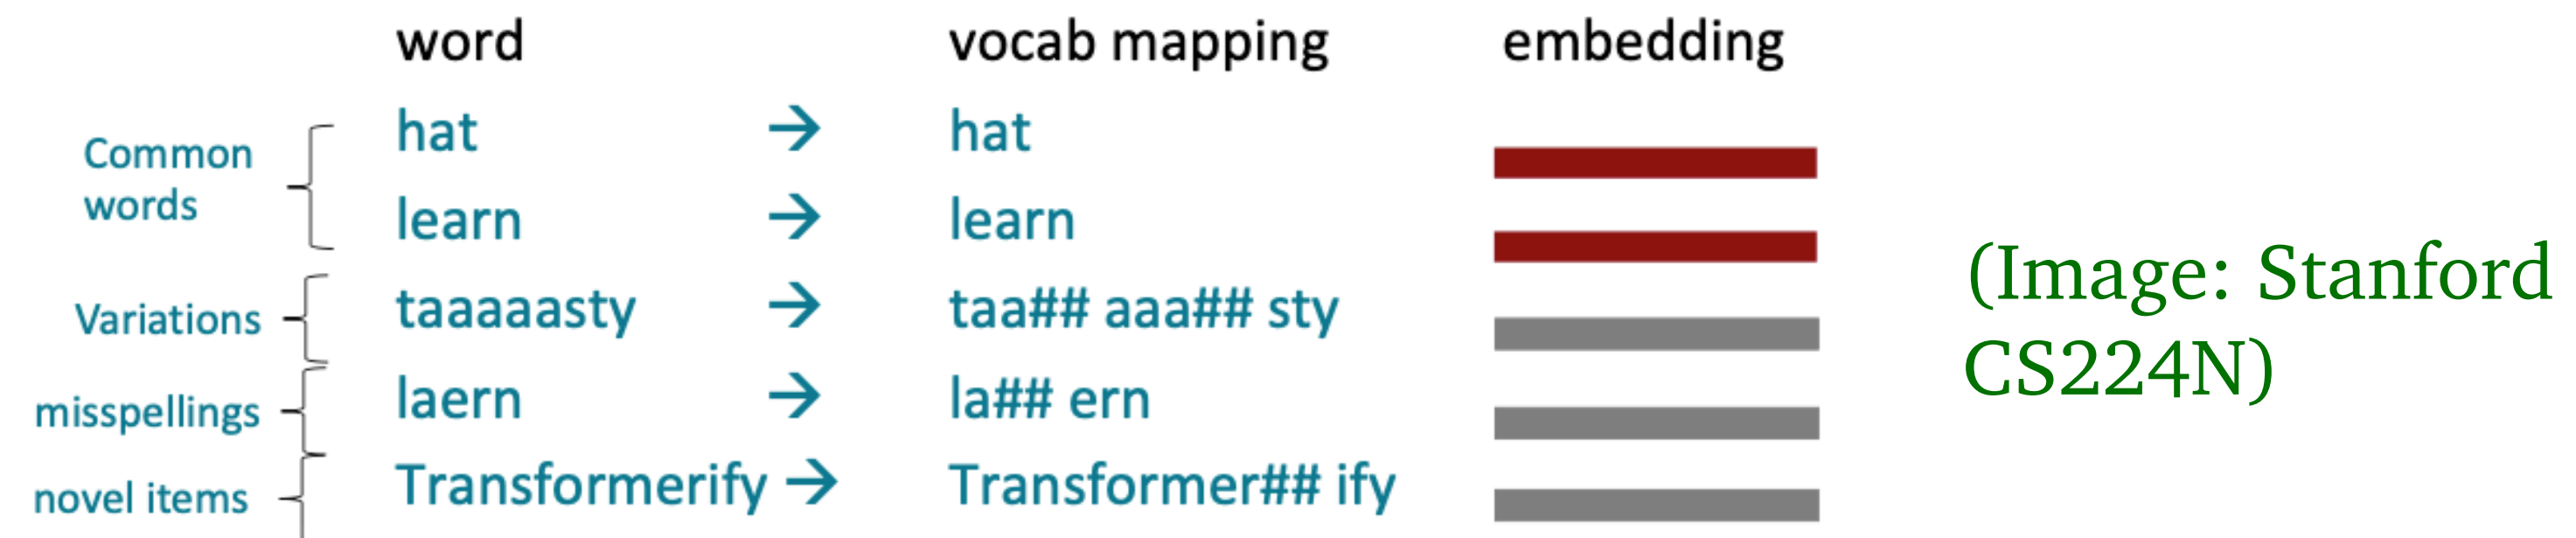 word vocab mapping embedding
Common words hat → hat
learn → learn
Variations taaaaasty → taa## aaa## sty
misspellings laern → la## ern
novel items Transformerify → Transformer## ify
(Image: Stanford
CS224N)